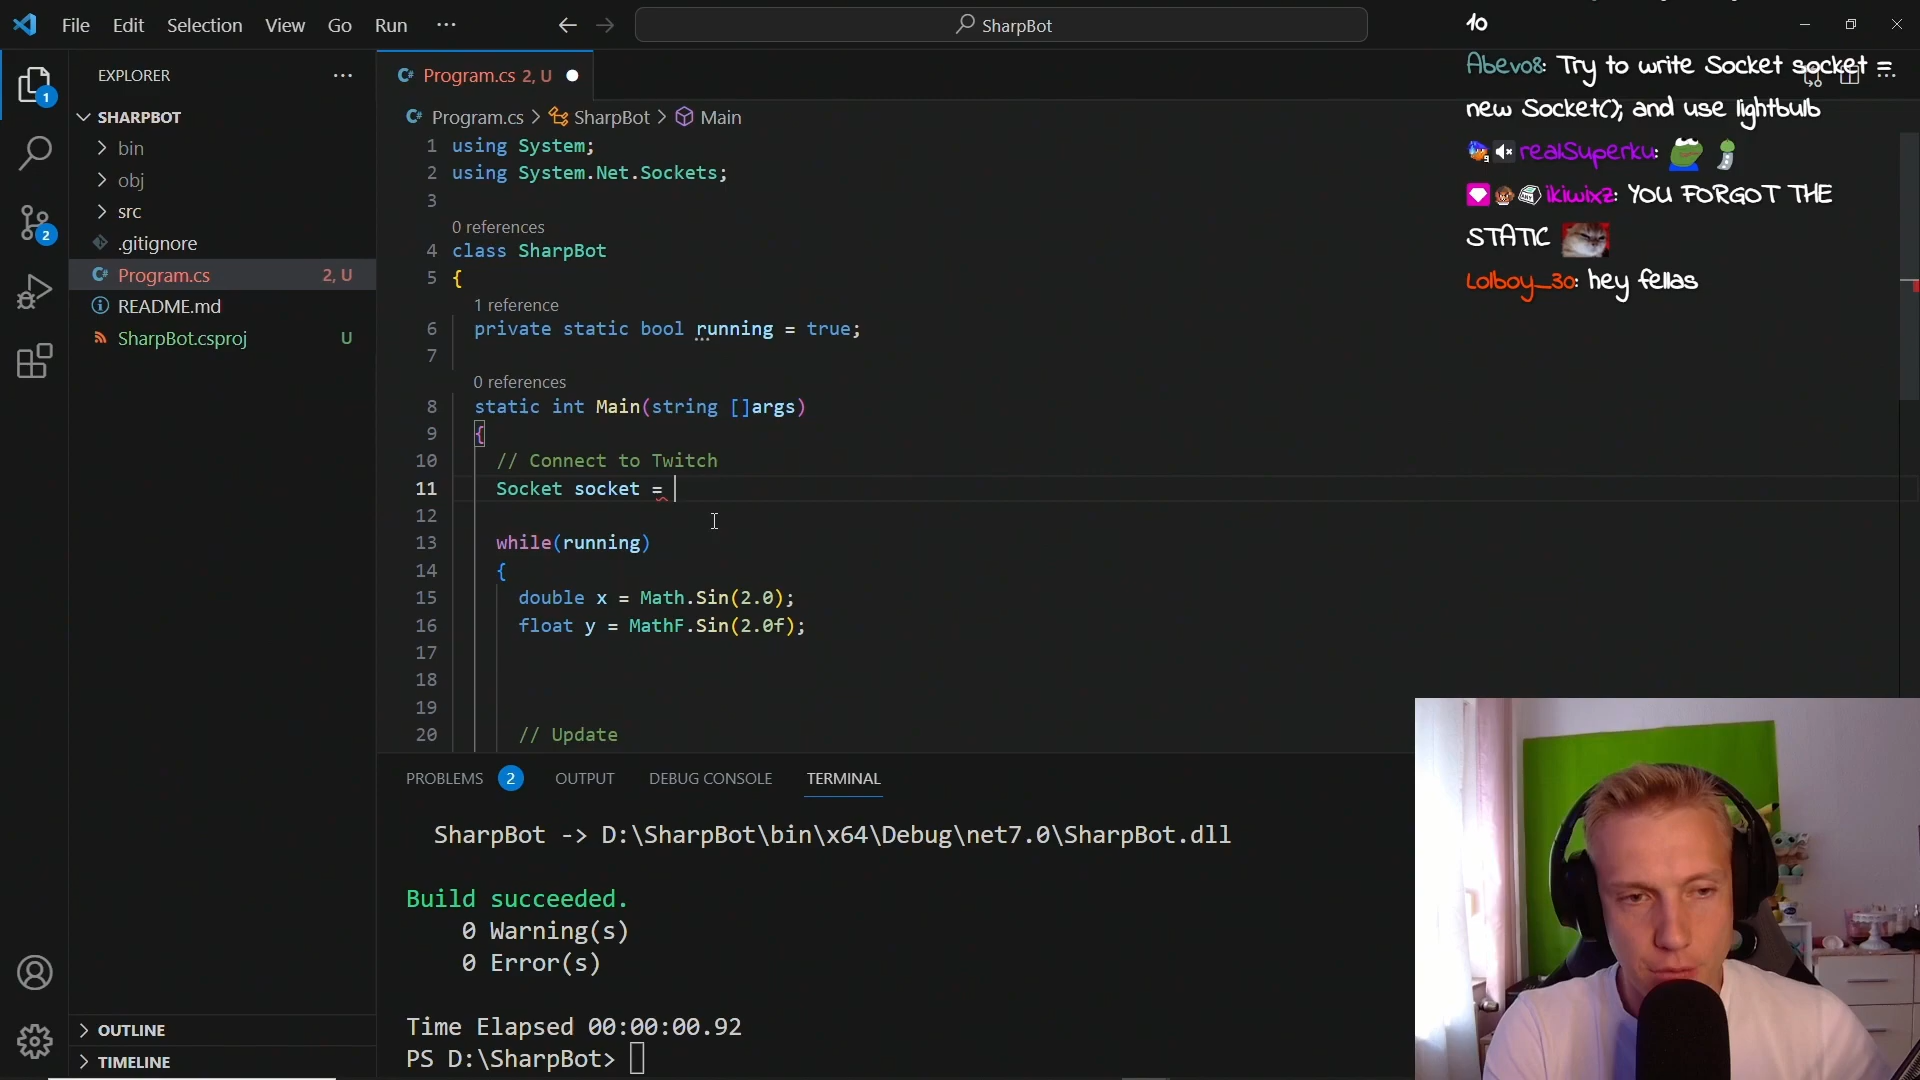 File Edit Selection View Go Run ···
SharpBot
10
EXPLORER
Program.cs 2, U
Abevo8: Try to write Socket socket =
new Socket(); and use lightbulb
realSuperku:
ikiwixz: YOU FORGOT THE
STATIC
Lolboy_30: hey fellas
1
2
SHARPBOT
bin
obj
src
.gitignore
Program.cs 2, U
README.md
SharpBot.csproj U
OUTLINE
TIMELINE
Program.cs > SharpBot > Main
1 using System;
2 using System.Net.Sockets;
3
0 references
4 class SharpBot
5 {
1 reference
6 private static bool running = true;
7
0 references
8 static int Main(string []args)
9 {
10 // Connect to Twitch
11 Socket socket =
12
13 while(running)
14 {
15 double x = Math.Sin(2.0);
16 float y = MathF.Sin(2.0f);
17
18
19
20 // Update
PROBLEMS 2 OUTPUT DEBUG CONSOLE TERMINAL
SharpBot -> D:\SharpBot\bin\x64\Debug\net7.0\SharpBot.dll
Build succeeded.
0 Warning(s)
0 Error(s)
Time Elapsed 00:00:00.92
PS D:\SharpBot>